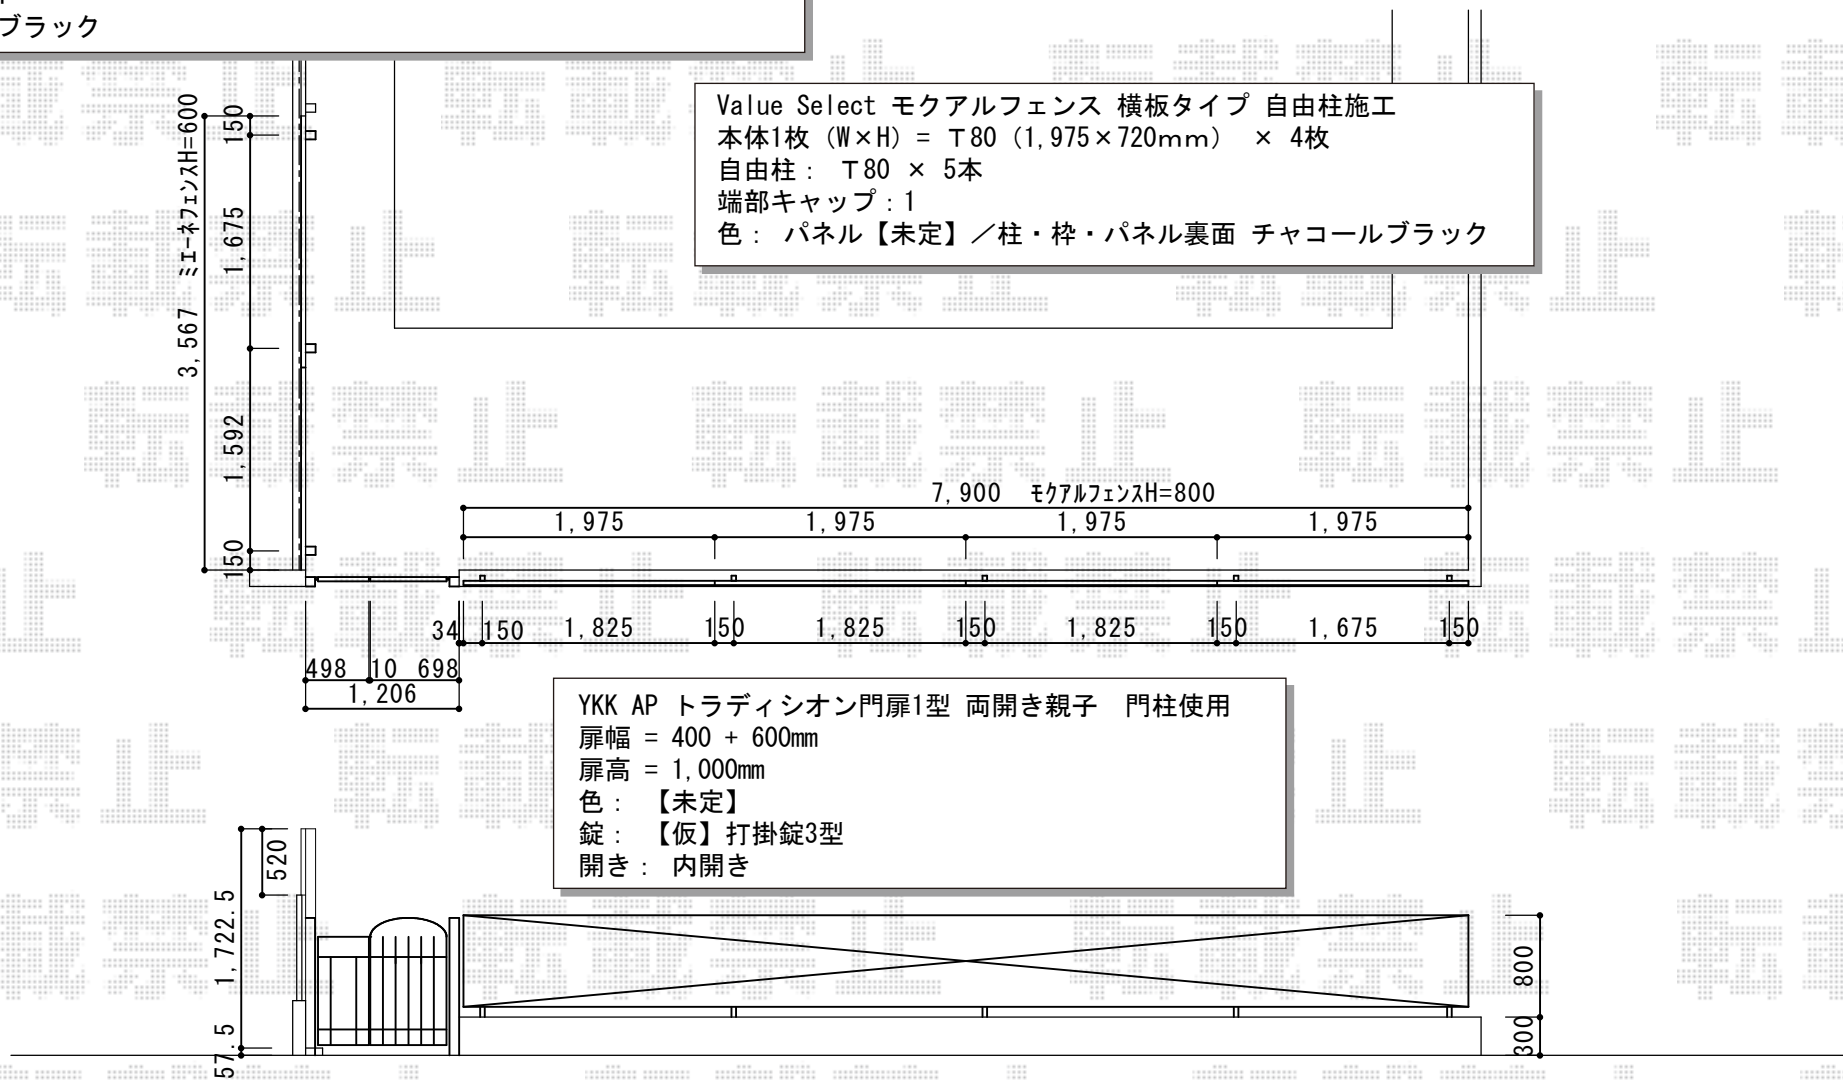 ブラック
Value Select モクアルフェンス 横板タイプ 自由柱施工
本体1枚 (W×H) = T80 (1,975×720mm) × 4枚
自由柱: T80 × 5本
端部キャップ:1
色: パネル【未定】/柱・枠・パネル裏面 チャコールブラック
3,567 ミエーネフェンスH=600
150
1,675
1,592
150
7,900 モクアルフェンスH=800
1,975
1,975
1,975
1,975
34
150
1,825
150
1,825
150
1,825
150
1,675
150
498
10
698
1,206
YKK AP トラディシオン門扉1型 両開き親子 門柱使用
扉幅 = 400 + 600mm
扉高 = 1,000mm
色: 【未定】
錠: 【仮】打掛錠3型
開き: 内開き
520
1,722.5
57.5
800
300
転載禁止